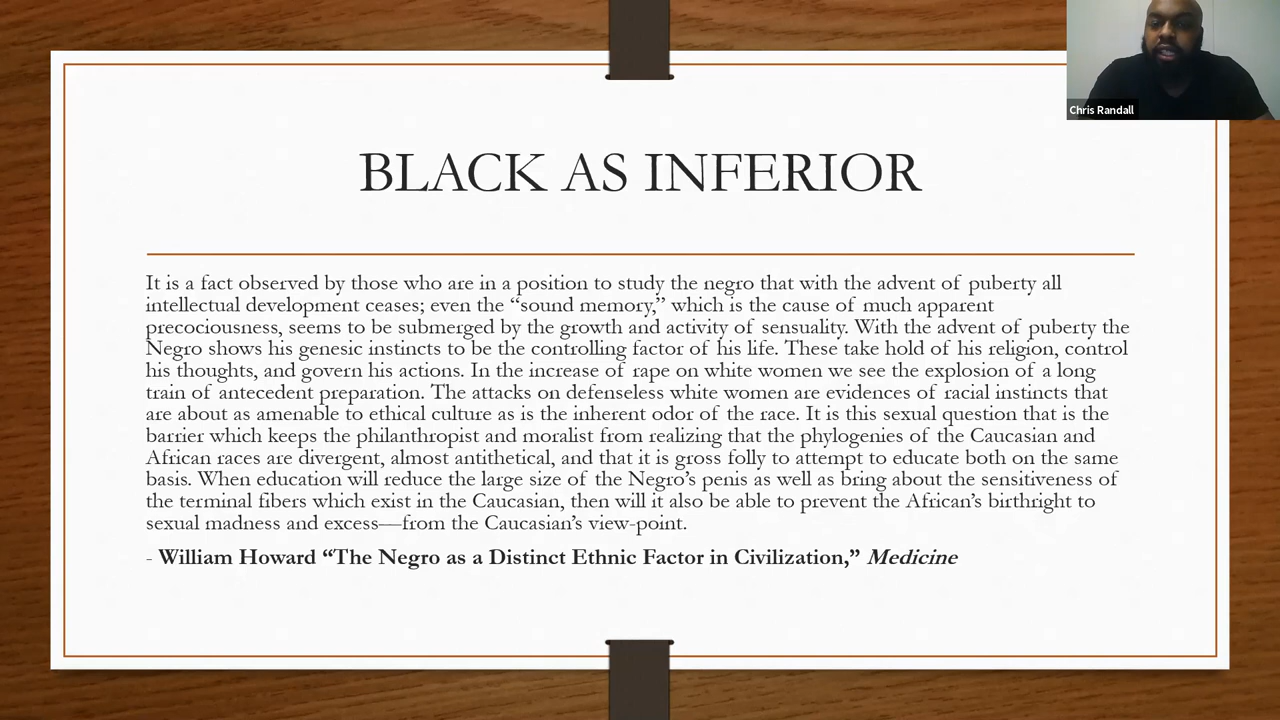 Chris Randall
BLACK AS INFERIOR
It is a fact observed by those who are in a position to study the negro that with the advent of puberty all
intellectual development ceases; even the “sound memory,” which is the cause of much apparent
precociousness, seems to be submerged by the growth and activity of sensuality. With the advent of puberty the
Negro shows his genesic instincts to be the controlling factor of his life. These take hold of his religion, control
his thoughts, and govern his actions. In the increase of rape on white women we see the explosion of a long
train of antecedent preparation. The attacks on defenseless white women are evidences of racial instincts that
are about as amenable to ethical culture as is the inherent odor of the race. It is this sexual question that is the
barrier which keeps the philanthropist and moralist from realizing that the phylogenies of the Caucasian and
African races are divergent, almost antithetical, and that it is gross folly to attempt to educate both on the same
basis. When education will reduce the large size of the Negro’s penis as well as bring about the sensitiveness of
the terminal fibers which exist in the Caucasian, then will it also be able to prevent the African’s birthright to
sexual madness and excess—from the Caucasian’s view-point.
- William Howard “The Negro as a Distinct Ethnic Factor in Civilization,” Medicine